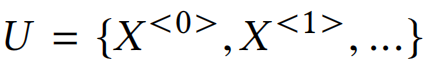 U = {X^{<0>}, X^{<1>}, ...}